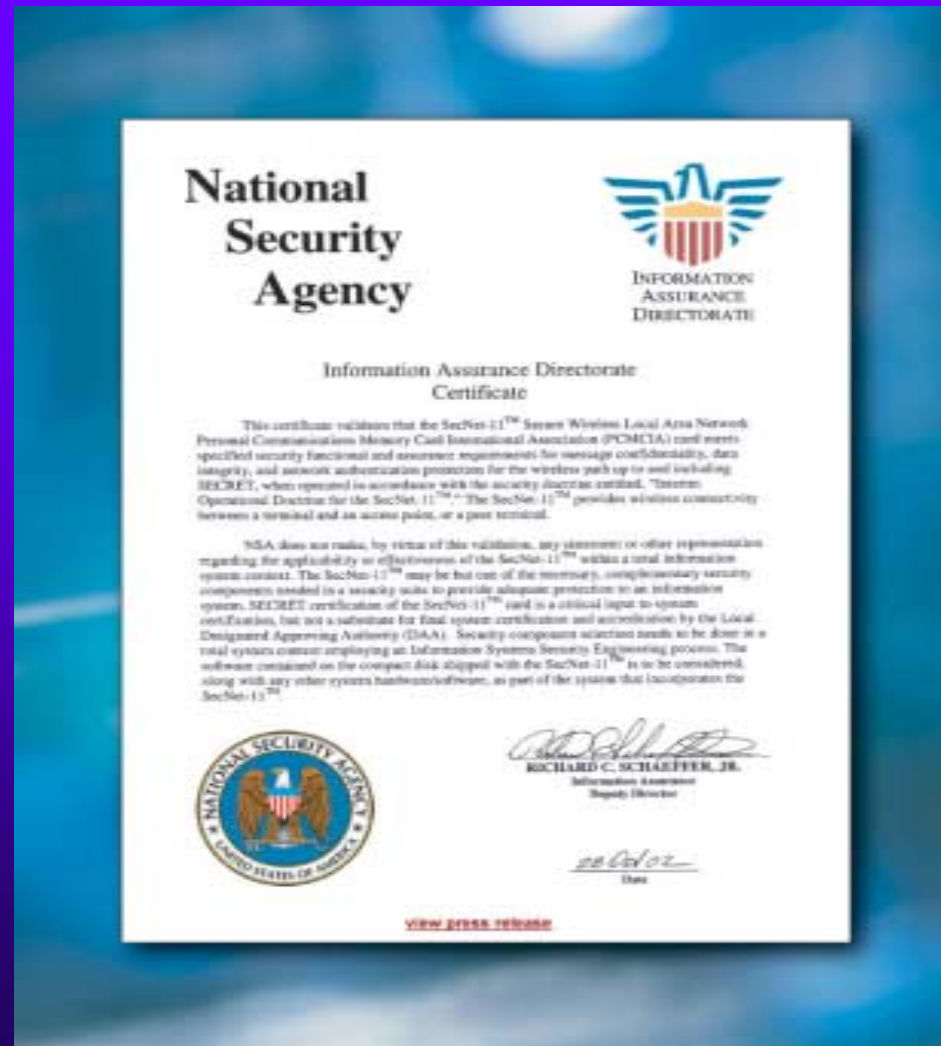 National
Security
Agency
INFORMATION
ASSURANCE
DIRECTORATE
Information Assurance Directorate
Certificate
This certificate validates that the SecNet-11™ Secure Wireless Local Area Network
Personal Communications Memory Card International Association (PCMCIA) card meets
specified security functional and assurance requirements for message confidentiality, data
integrity, and network authentication protection for the wireless path up to and including
SECRET, when operated in accordance with the security doctrine entitled, "Interim
Operational Doctrine for the SecNet-11™." The SecNet-11™ provides wireless connectivity
between a terminal and an access point, or a peer terminal.
NSA does not make, by virtue of this validation, any statement or other representation
regarding the applicability or effectiveness of the SecNet-11™ within a total information
system context. The SecNet-11™ may be but one of the necessary, complementary security
components needed in a security suite to provide adequate protection to an information
system. SECRET certification of the SecNet-11™ card is a critical input to system
certification, but not a substitute for final system certification and accreditation by the Local
Designated Approving Authority (DAA). Security component selection needs to be done in a
total system context employing an Information Systems Security Engineering process. The
software contained on the compact disk shipped with the SecNet-11™ is to be considered,
along with any other system hardware/software, as part of the system that incorporates the
SecNet-11™.
NATIONAL SECURITY AGENCY
UNITED STATES OF AMERICA
RICHARD C. SCHAEFFER, JR.
Information Assurance
Deputy Director
Oct 02
Date
view press release